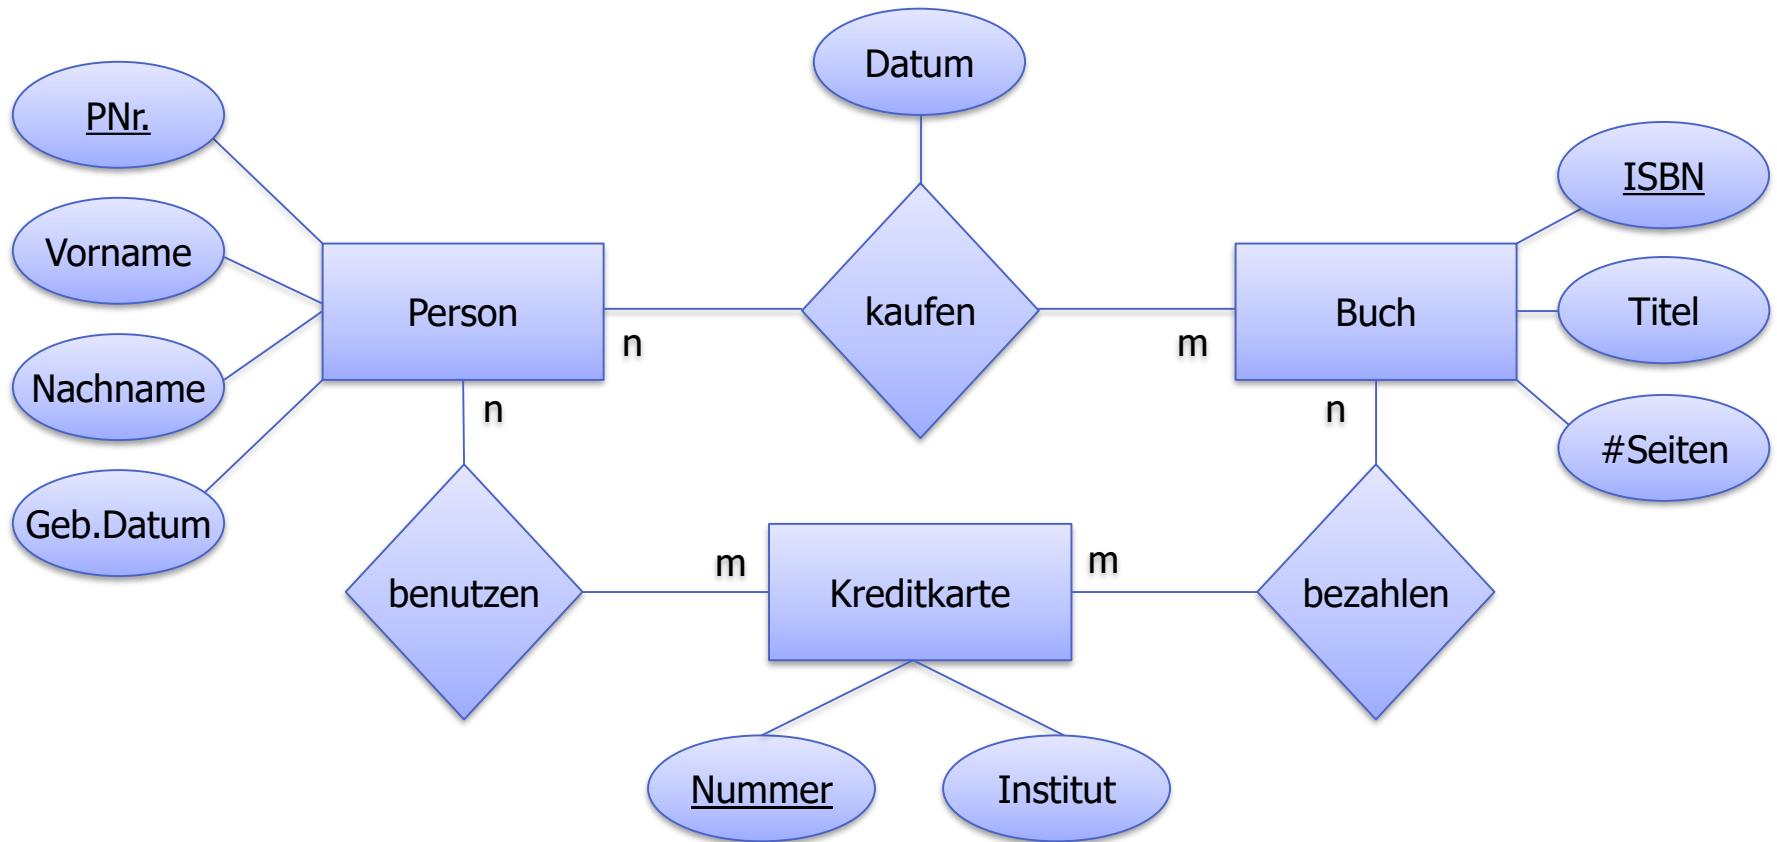 Datum
PNr.
ISBN
Vorname
Titel
Person
kaufen
Buch
n
m
Nachname
n
n
#Seiten
Geb.Datum
m
m
benutzen
Kreditkarte
bezahlen
Nummer
Institut